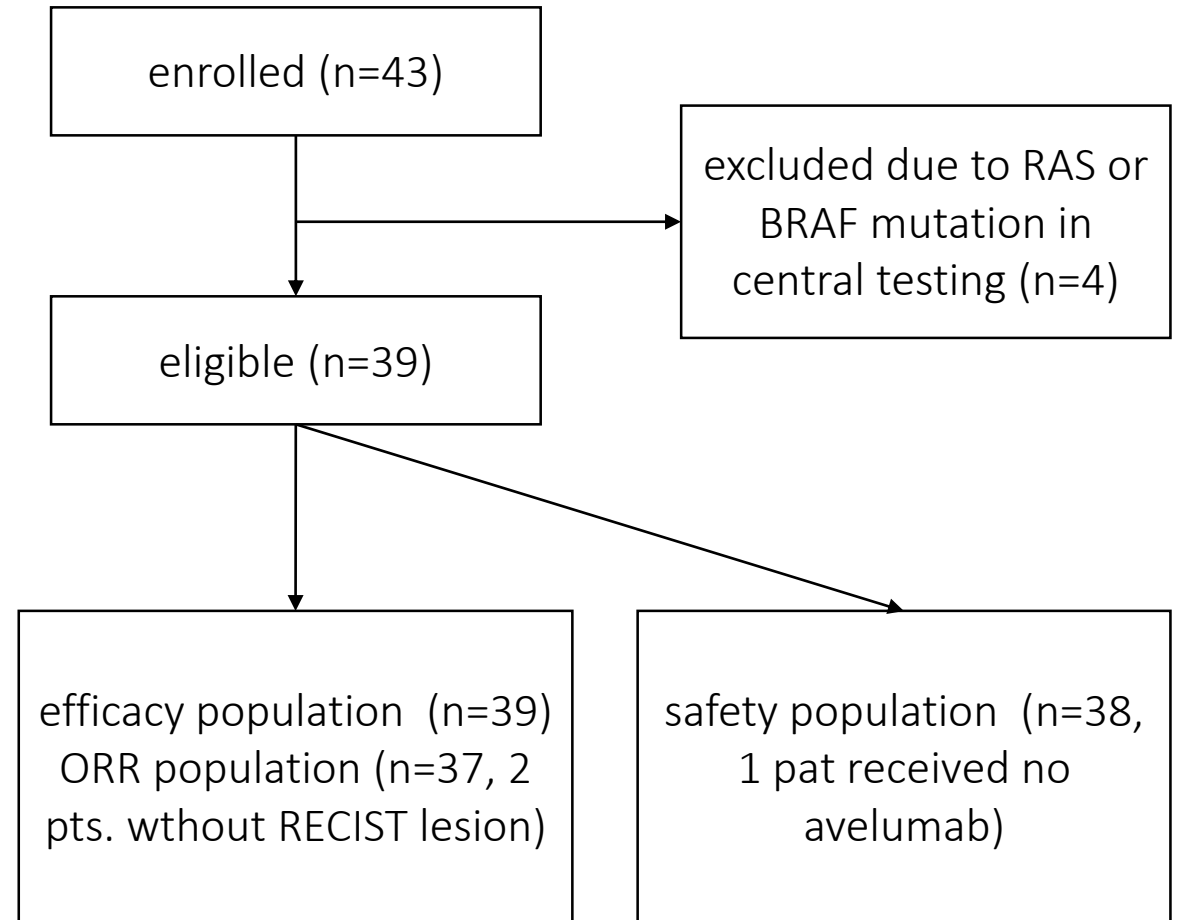 enrolled (n=43)
excluded due to RAS or
BRAF mutation in
central testing (n=4)
eligible (n=39)
efficacy population  (n=39)
ORR population (n=37, 2
pts. wthout RECIST lesion)
safety population  (n=38,
1 pat received no
avelumab)